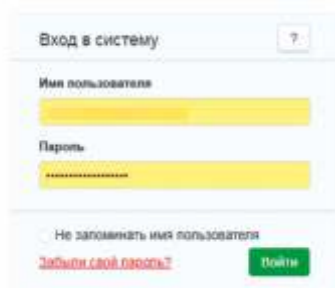 Вход в систему ?
Имя пользователя
Пароль
Не запоминать имя пользователя
Забыли свой пароль? Войти